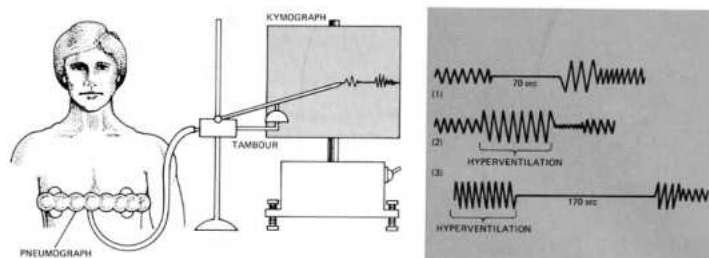 KYMOGRAPH
TAMBOUR
PNEUMOGRAPH
70 sec
(1)
(2)
HYPERVENTILATION
(3)
170 sec
HYPERVENTILATION